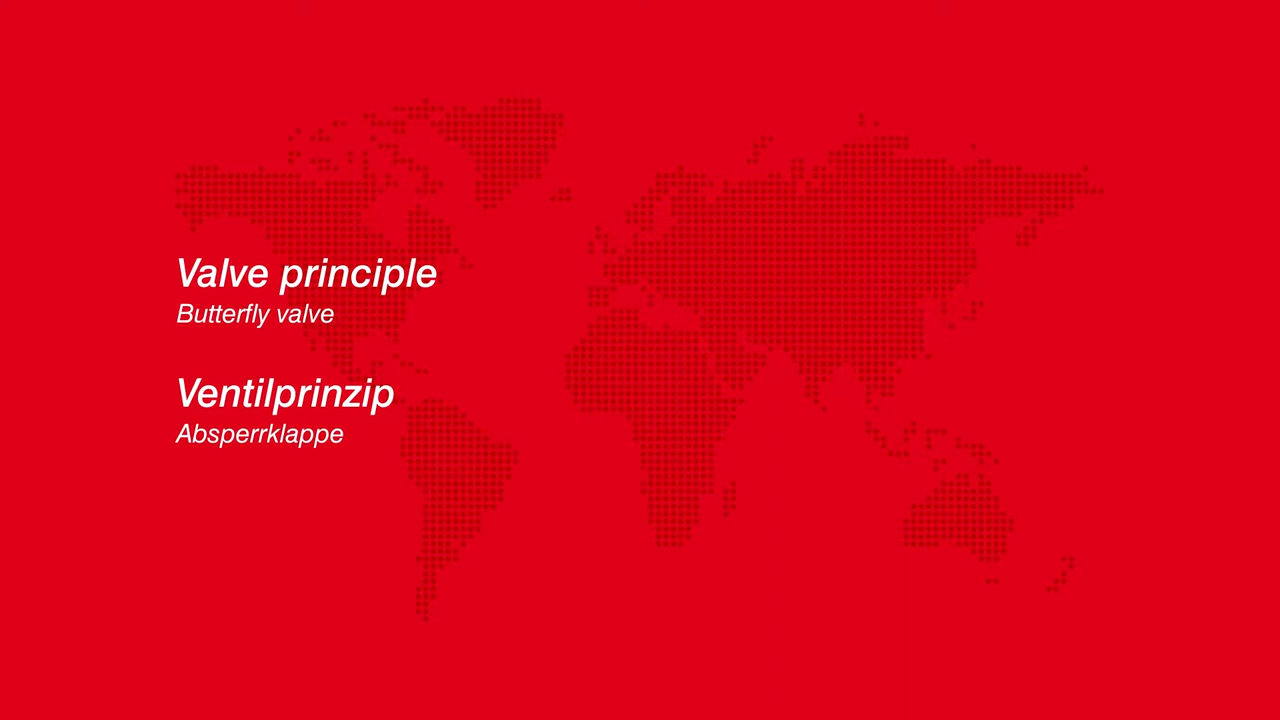 Valve principle
Butterfly valve
Ventilprinzip
Absperrklappe